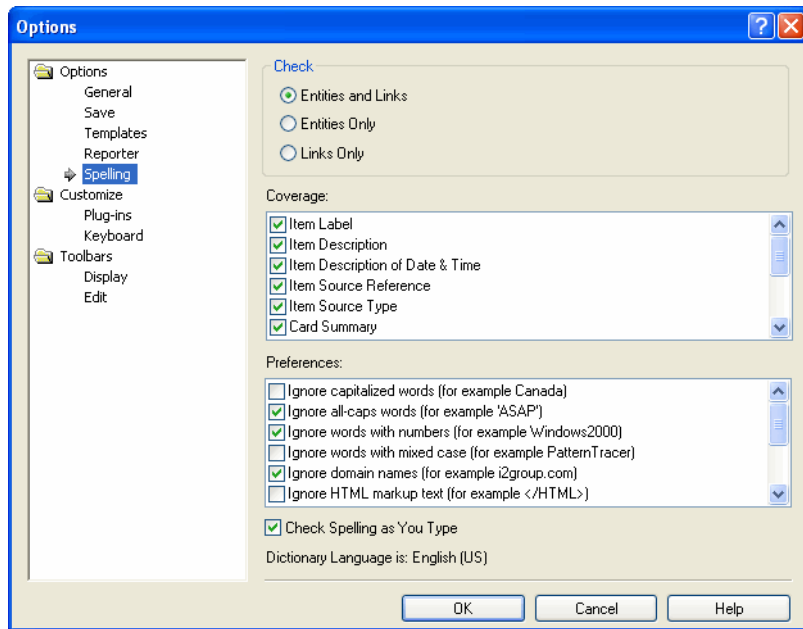 Options
Options
General
Save
Templates
Reporter
Spelling
Customize
Plug-ins
Keyboard
Toolbars
Display
Edit
Check
Entities and Links
Entities Only
Links Only
Coverage:
Item Label
Item Description
Item Description of Date & Time
Item Source Reference
Item Source Type
Card Summary
Preferences:
Ignore capitalized words (for example Canada)
Ignore all-caps words (for example 'ASAP')
Ignore words with numbers (for example Windows2000)
Ignore words with mixed case (for example PatternTracer)
Ignore domain names (for example i2group.com)
Ignore HTML markup text (for example </HTML>)
Check Spelling as You Type
Dictionary Language is: English (US)
OK Cancel Help